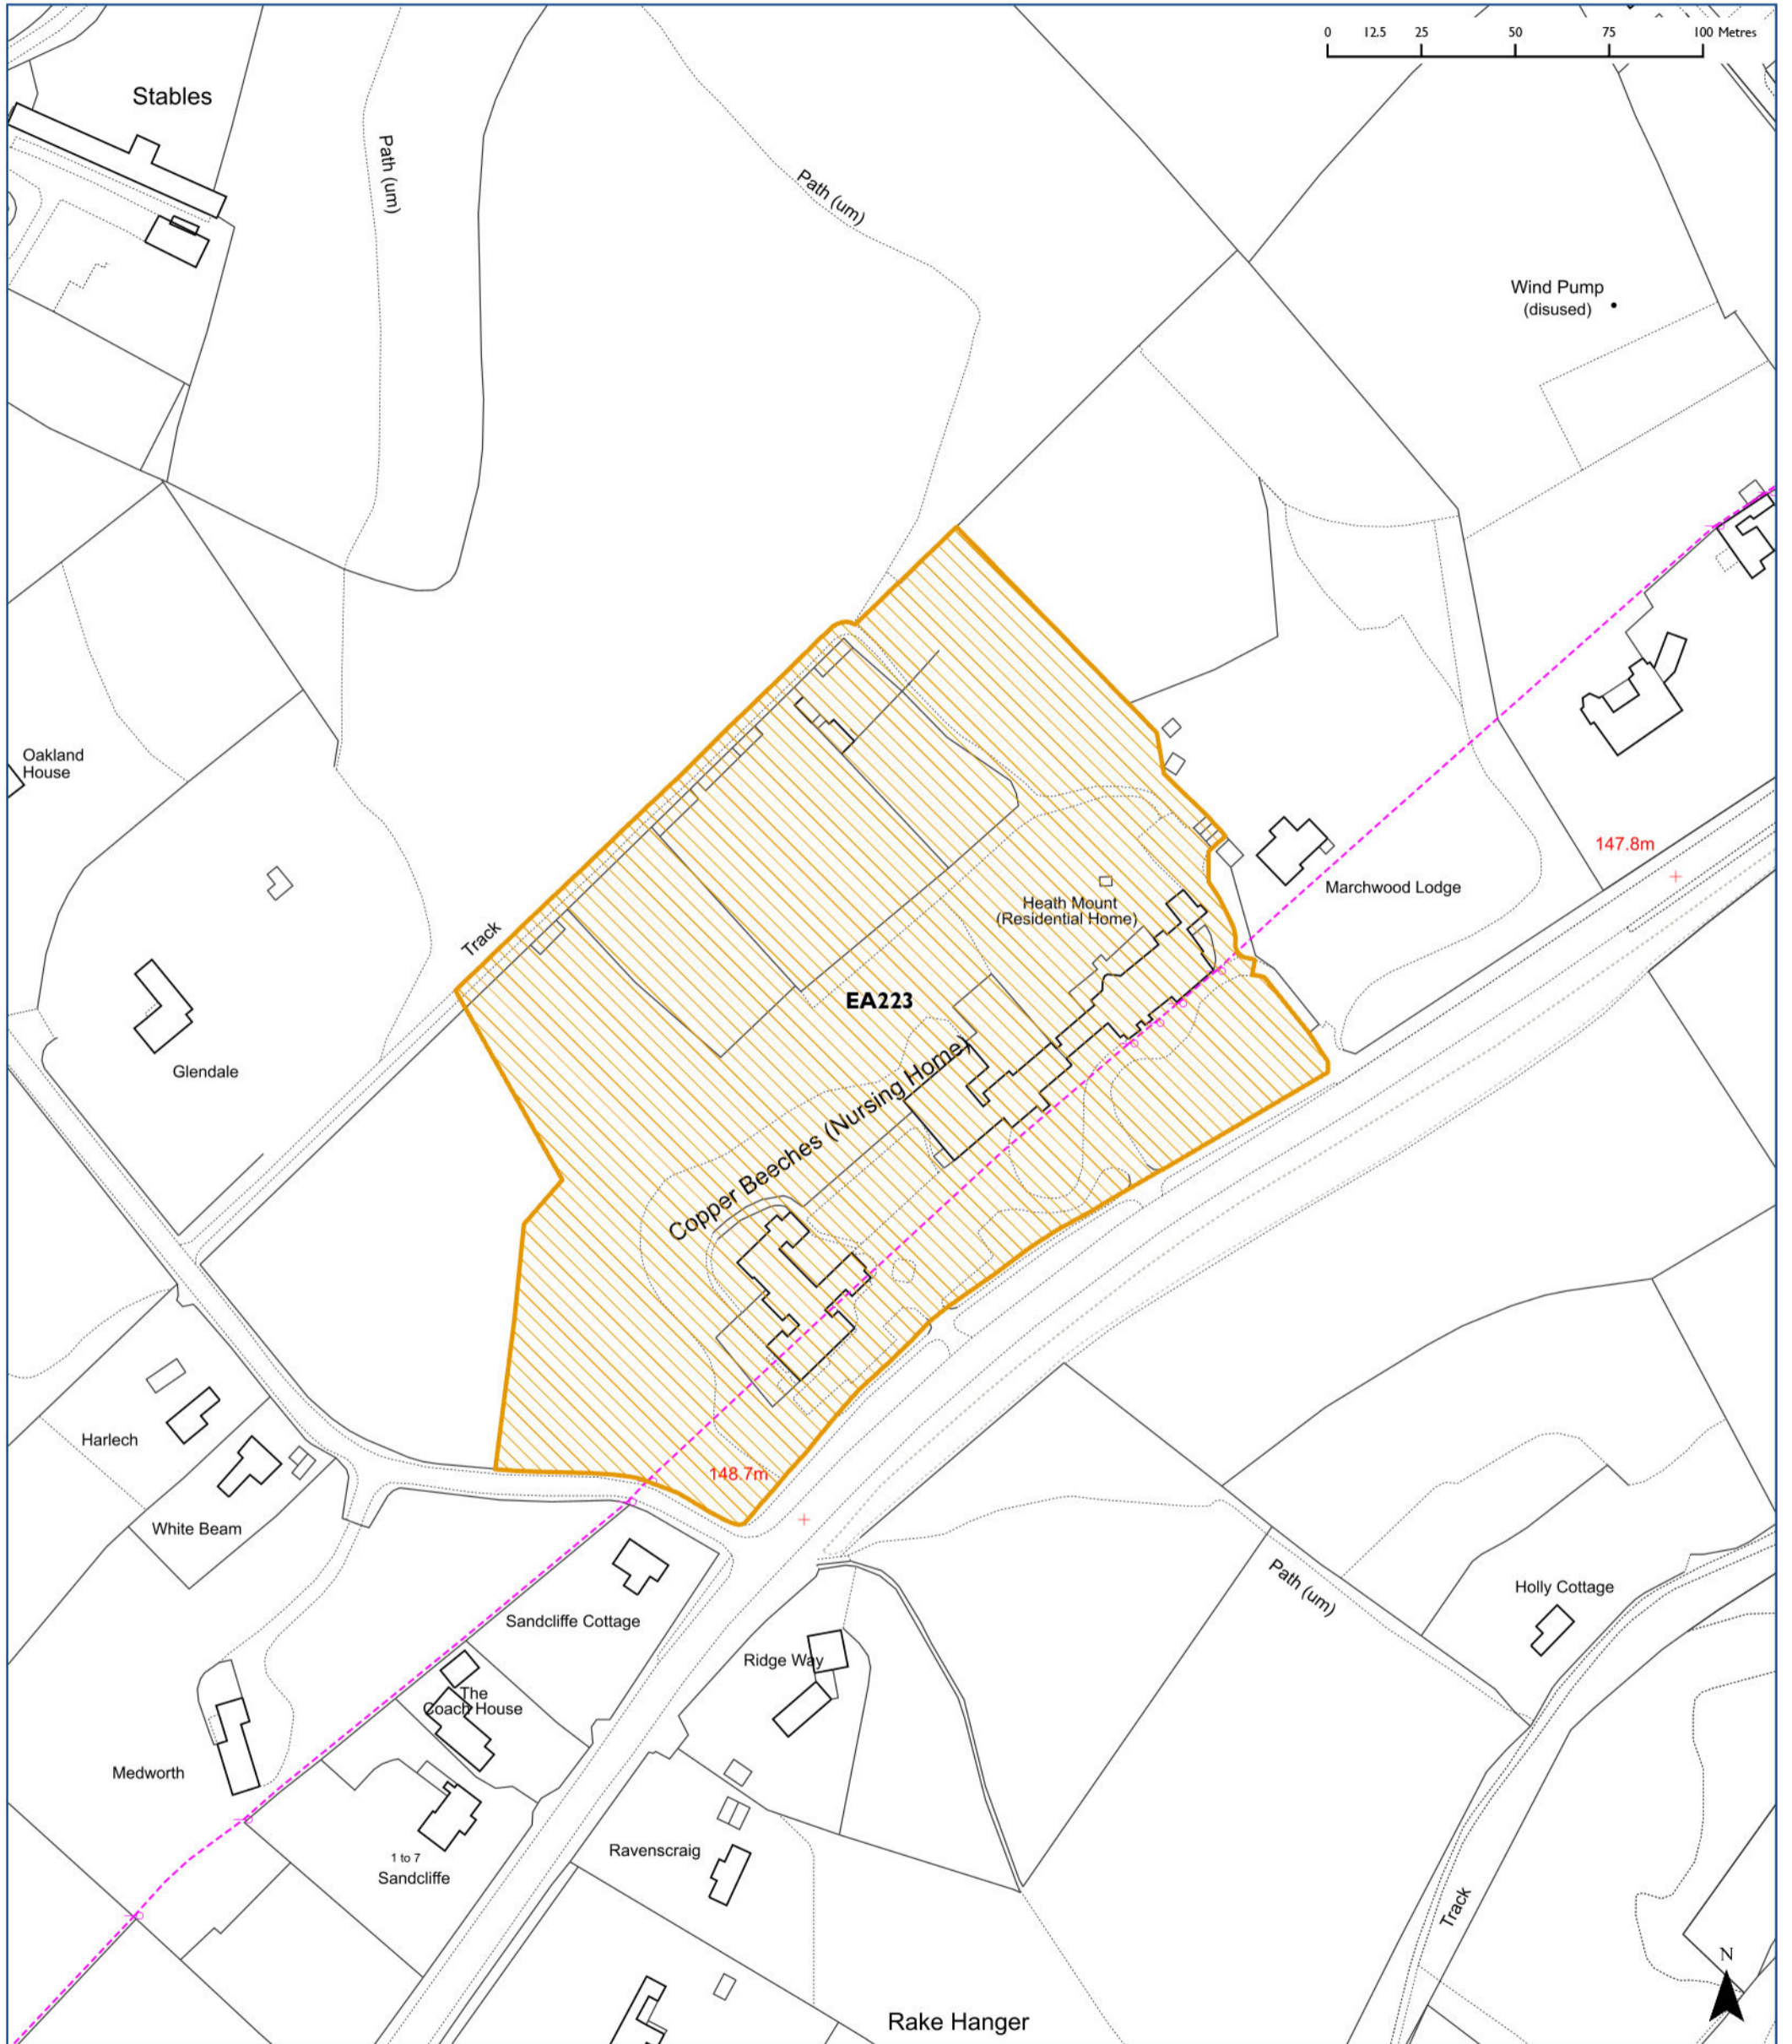 0 12.5 25 50 75 100 Metres
Stables
Path (um)
Path (um)
Wind Pump
(disused)
Oakland
House
147.8m
Marchwood Lodge
Heath Mount
(Residential Home)
Track
EA223
Glendale
Copper Beeches (Nursing Home)
Harlech
148.7m
White Beam
Path (um)
Holly Cottage
Sandcliffe Cottage
Ridge Way
The
Coach House
Medworth
Ravenscraig
1 to 7
Sandcliffe
Track
N
Rake Hanger